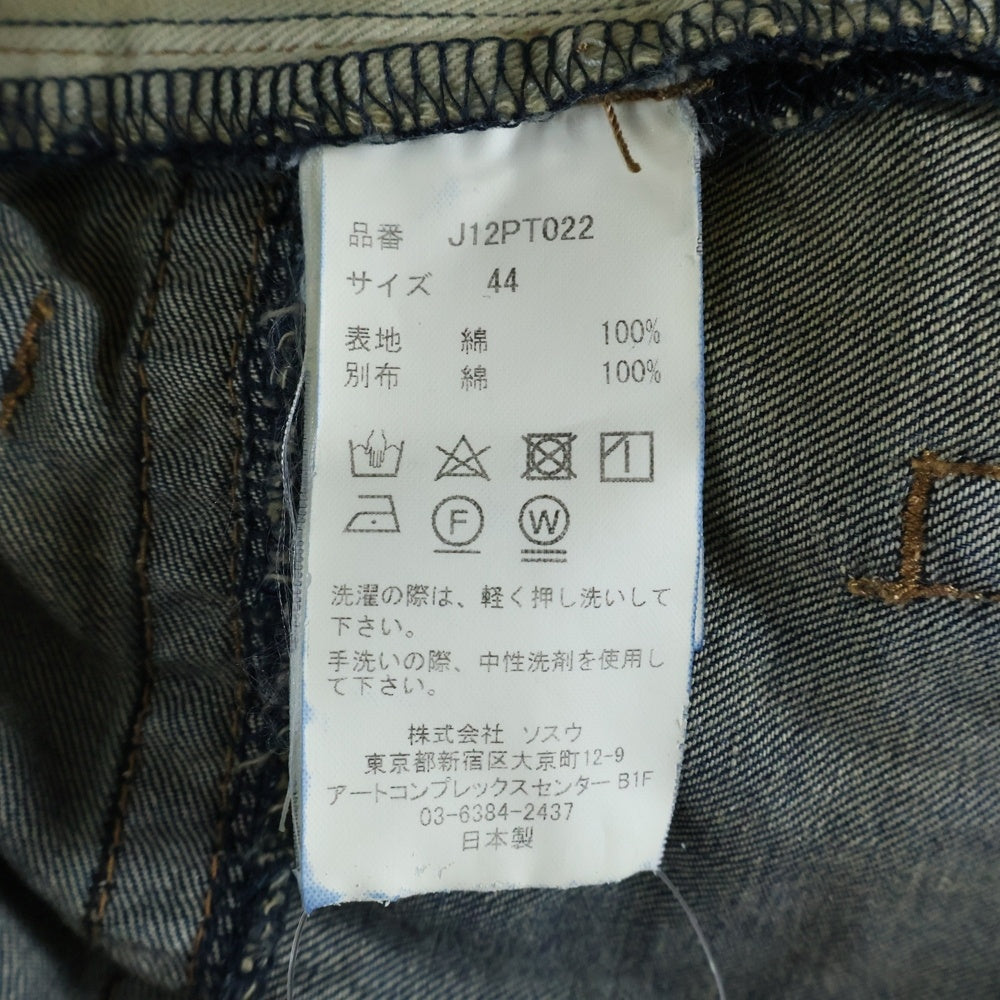 品番 J12PT022
サイズ 44
表地 綿 100%
別布 綿 100%
F W
洗濯の際は、軽く押し洗いして
下さい。
手洗いの際、中性洗剤を使用し
て下さい。
株式会社 ソスウ
東京都新宿区大京町12-9
アートコンプレックスセンター B1F
03-6384-2437
日本製